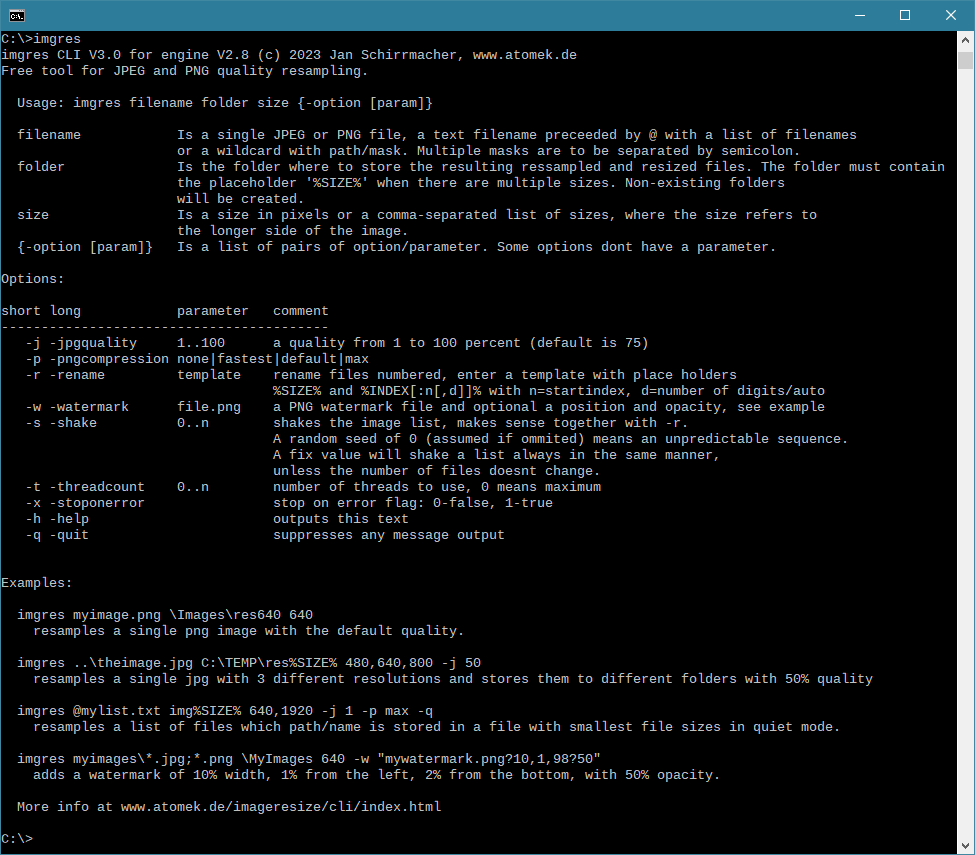 C:\>imgres
imgres CLI V3.0 for engine V2.8 (c) 2023 Jan Schirrmacher, www.atomek.de
Free tool for JPEG and PNG quality resampling.
Usage: imgres filename folder size {-option [param]}
filename            Is a single JPEG or PNG file, a text filename preceeded by @ with a list of filenames
                    or a wildcard with path/mask. Multiple masks are to be separated by semicolon.
folder              Is the folder where to store the resulting ressampled and resized files. The folder must contain
                    the placeholder '%SIZE%' when there are multiple sizes. Non-existing folders
                    will be created.
size                Is a size in pixels or a comma-separated list of sizes, where the size refers to
                    the longer side of the image.
{-option [param]}   Is a list of pairs of option/parameter. Some options dont have a parameter.
Options:
short long            parameter   comment
-----------------------------------------
   -j -jpgquality     1..100      a quality from 1 to 100 percent (default is 75)
   -p -pngcompression none|fastest|default|max
   -r -rename         template    rename files numbered, enter a template with place holders
                                  %SIZE% and %INDEX[:n[,d]]% with n=startindex, d=number of digits/auto
   -w -watermark      file.png    a PNG watermark file and optional a position and opacity, see example
   -s -shake          0..n        shakes the image list, makes sense together with -r.
                                  A random seed of 0 (assumed if ommited) means an unpredictable sequence.
                                  A fix value will shake a list always in the same manner,
                                  unless the number of files doesnt change.
   -t -threadcount    0..n        number of threads to use, 0 means maximum
   -x -stoponerror                stop on error flag: 0-false, 1-true
   -h -help                       outputs this text
   -q -quit                       suppresses any message output
Examples:
  imgres myimage.png \Images\res640 640
    resamples a single png image with the default quality.
  imgres ..\theimage.jpg C:\TEMP\res%SIZE% 480,640,800 -j 50
    resamples a single jpg with 3 different resolutions and stores them to different folders with 50% quality
  imgres @mylist.txt img%SIZE% 640,1920 -j 1 -p max -q
    resamples a list of files which path/name is stored in a file with smallest file sizes in quiet mode.
  imgres myimages\*.jpg;*.png \MyImages 640 -w "mywatermark.png?10,1,98?50"
    adds a watermark of 10% width, 1% from the left, 2% from the bottom, with 50% opacity.
  More info at www.atomek.de/imageresize/cli/index.html
C:\>